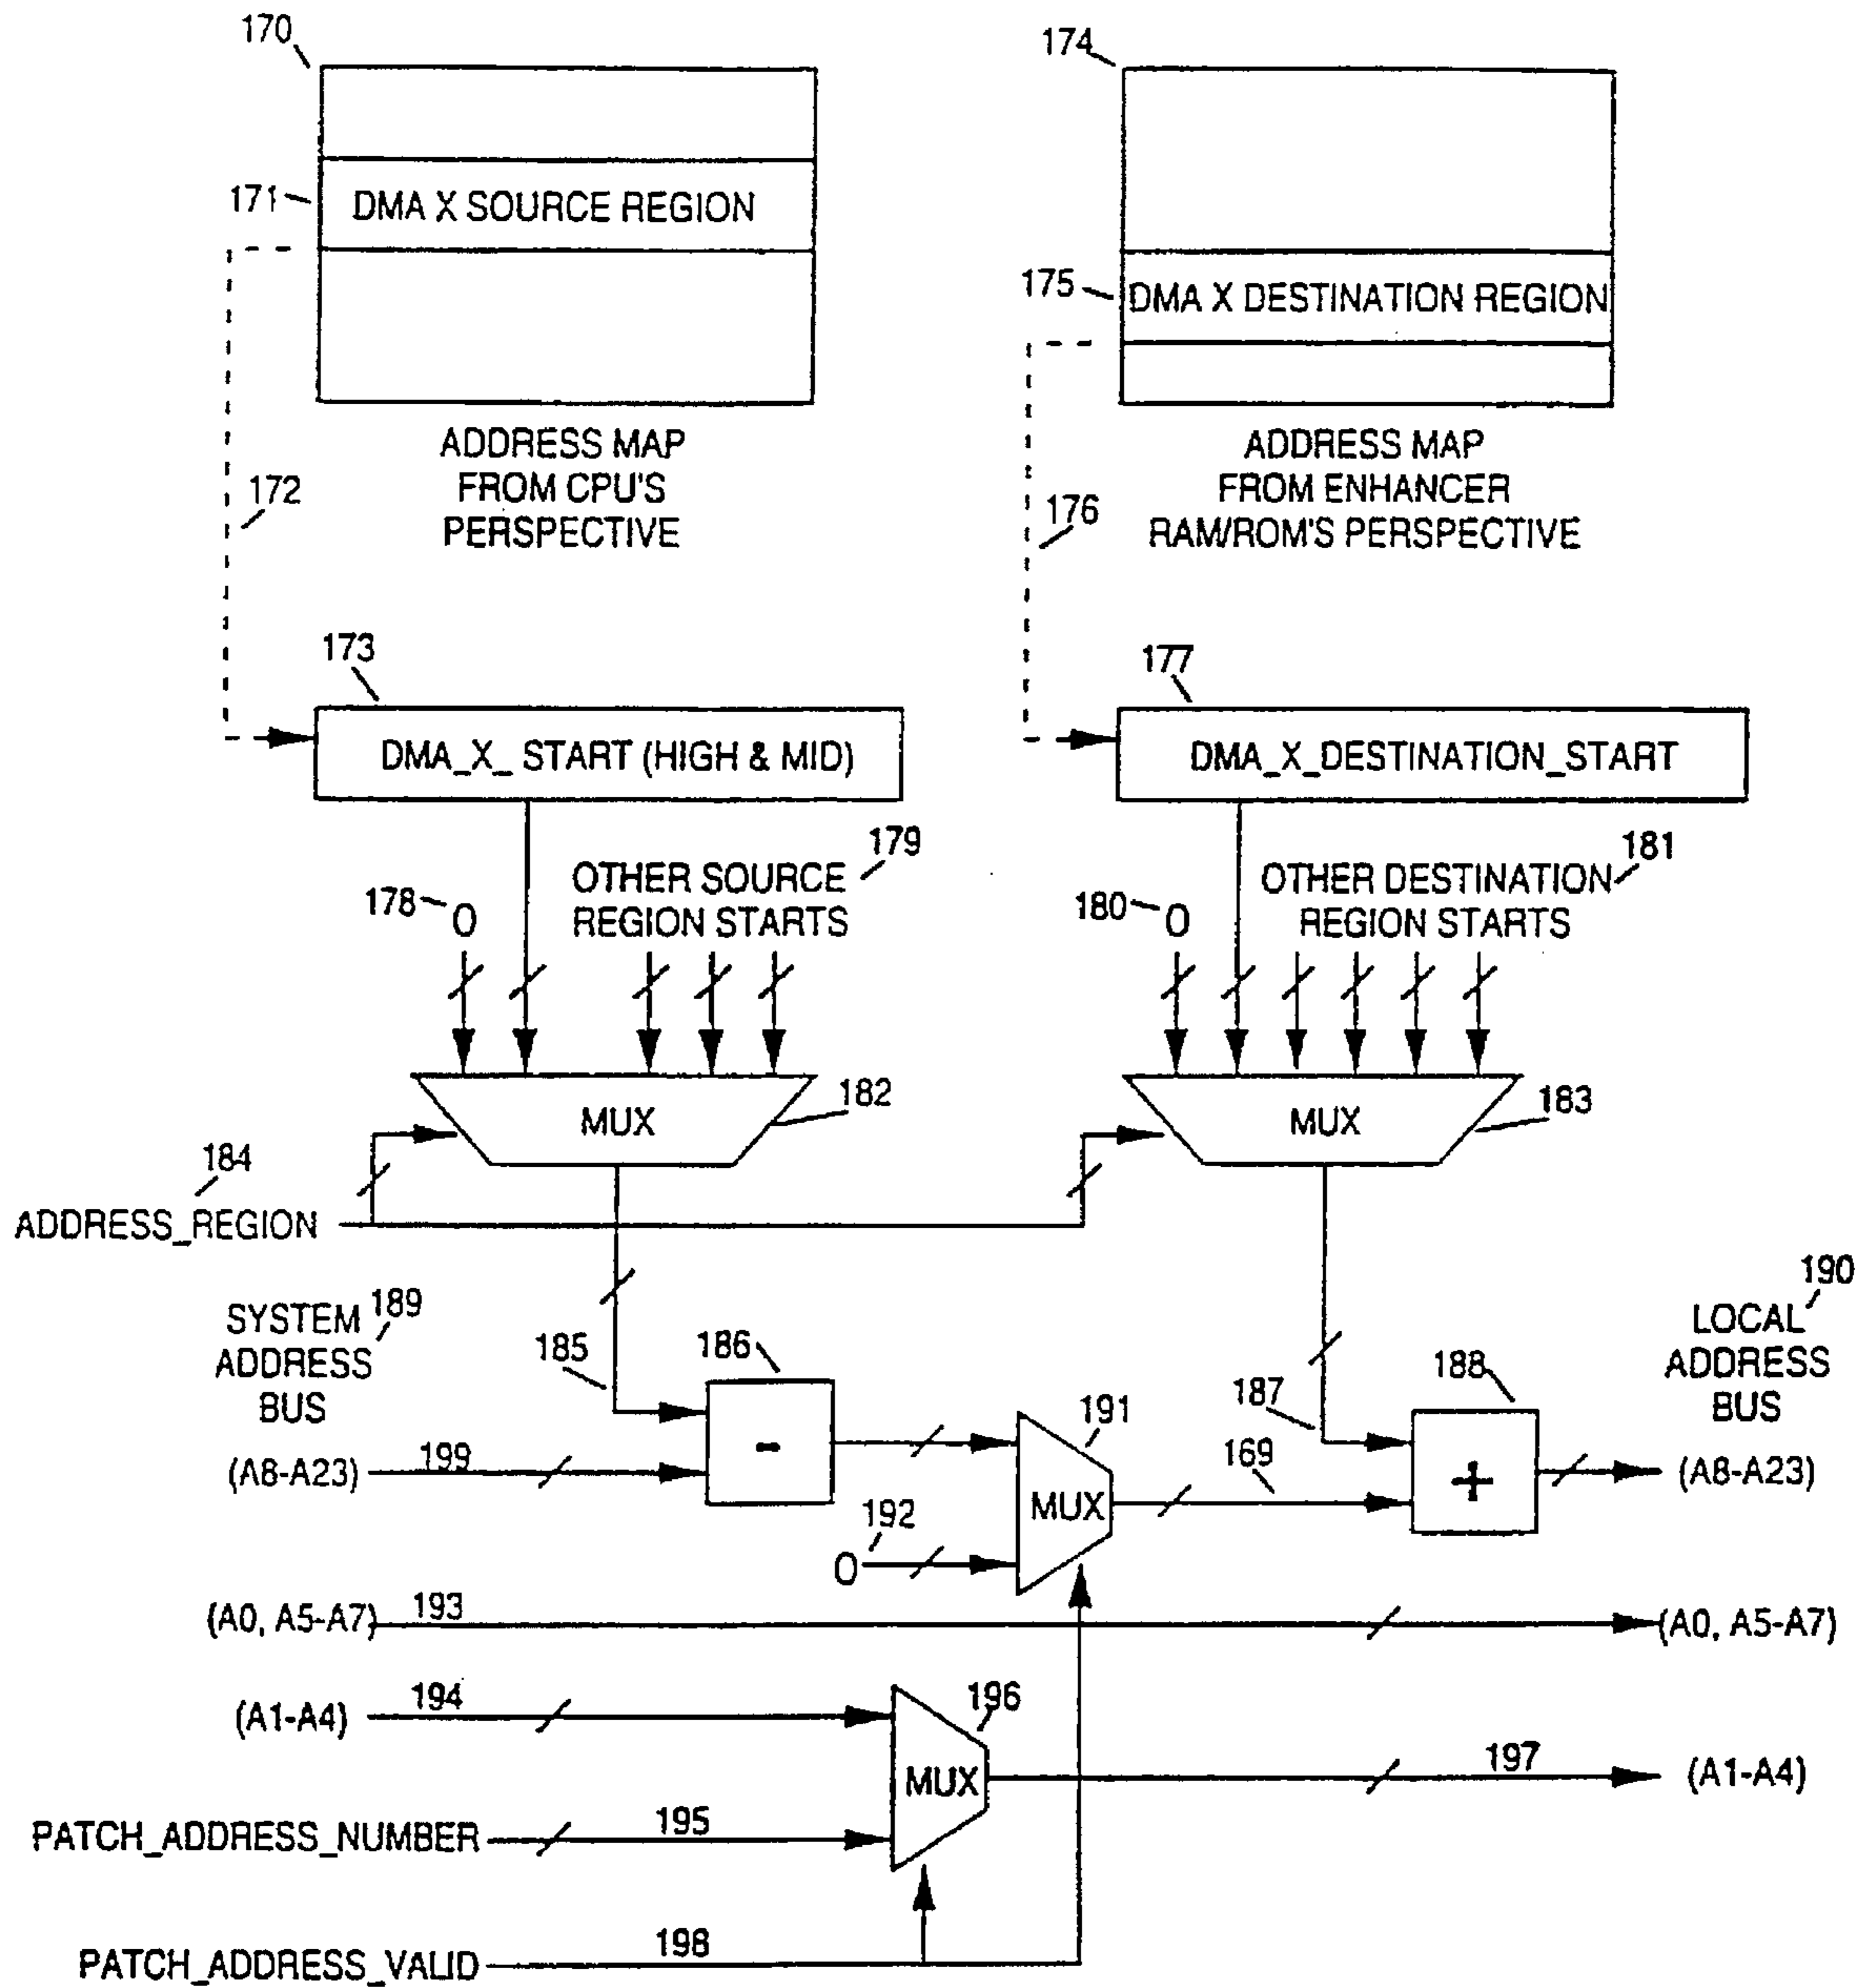 170
174
171
DMA X SOURCE REGION
175
DMA X DESTINATION REGION
ADDRESS MAP
FROM CPU'S
PERSPECTIVE
172
ADDRESS MAP
FROM ENHANCER
RAM/ROM'S PERSPECTIVE
176
173
177
DMA_X_ START (HIGH & MID)
DMA_X_DESTINATION_START
178
0
OTHER SOURCE
REGION STARTS
179
180
0
OTHER DESTINATION
REGION STARTS
181
MUX
182
MUX
183
184
ADDRESS_REGION
SYSTEM
ADDRESS
BUS
189
185
186
-
187
188
+
LOCAL
ADDRESS
BUS
190
(A8-A23)
199
191
MUX
169
(A8-A23)
192
0
(A0, A5-A7)
193
(A0, A5-A7)
(A1-A4)
194
196
MUX
197
(A1-A4)
PATCH_ADDRESS_NUMBER
195
PATCH_ADDRESS_VALID
198